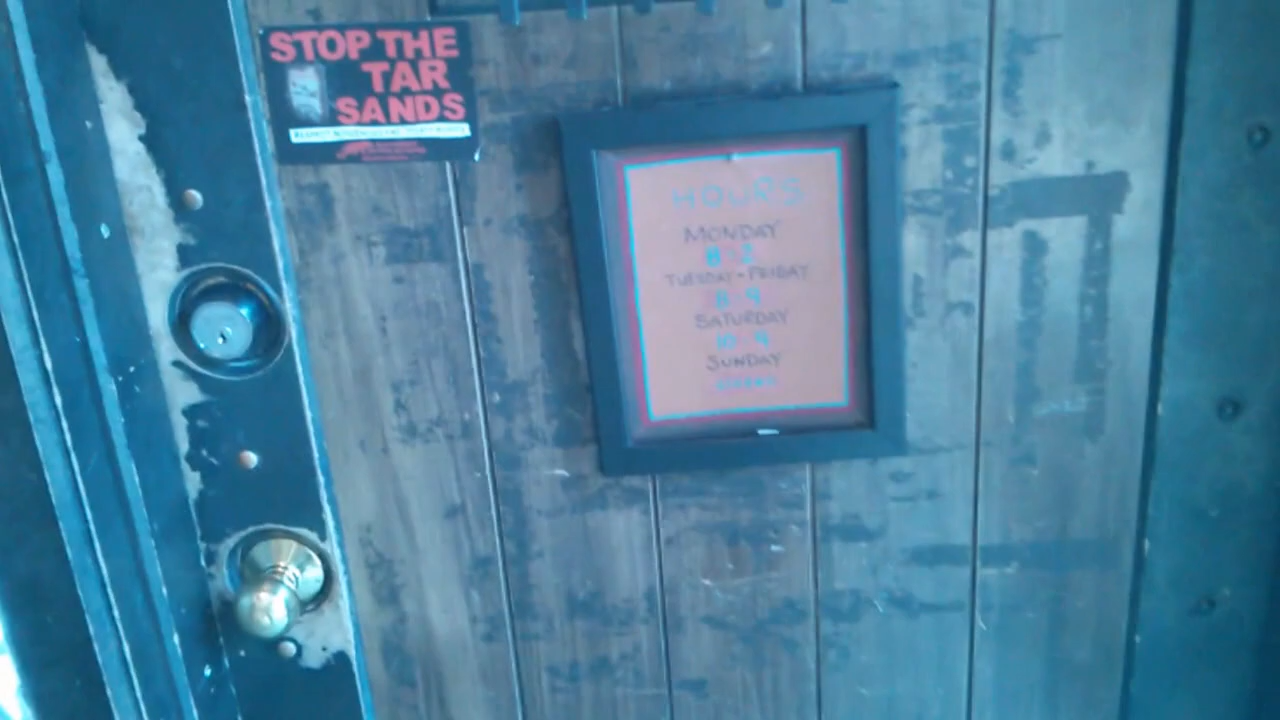 STOP THE
TAR
SANDS
HOURS
MONDAY
8 - 2
TUESDAY - FRIDAY
8 - 9
SATURDAY
10 - 9
SUNDAY